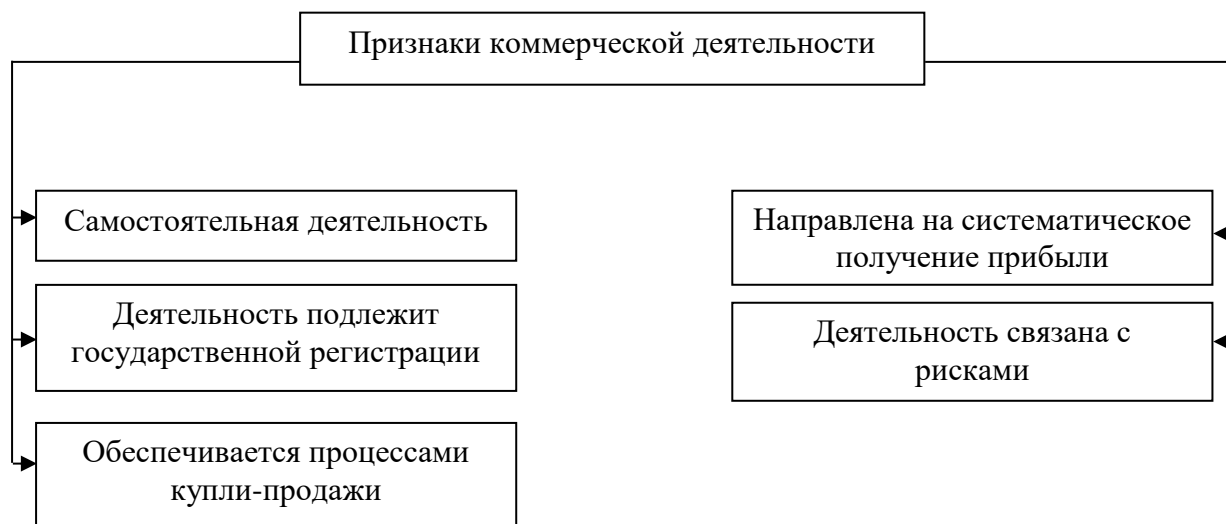 Признаки коммерческой деятельности
Самостоятельная деятельность
Деятельность подлежит
государственной регистрации
Обеспечивается процессами
купли-продажи
Направлена на систематическое
получение прибыли
Деятельность связана с
рисками